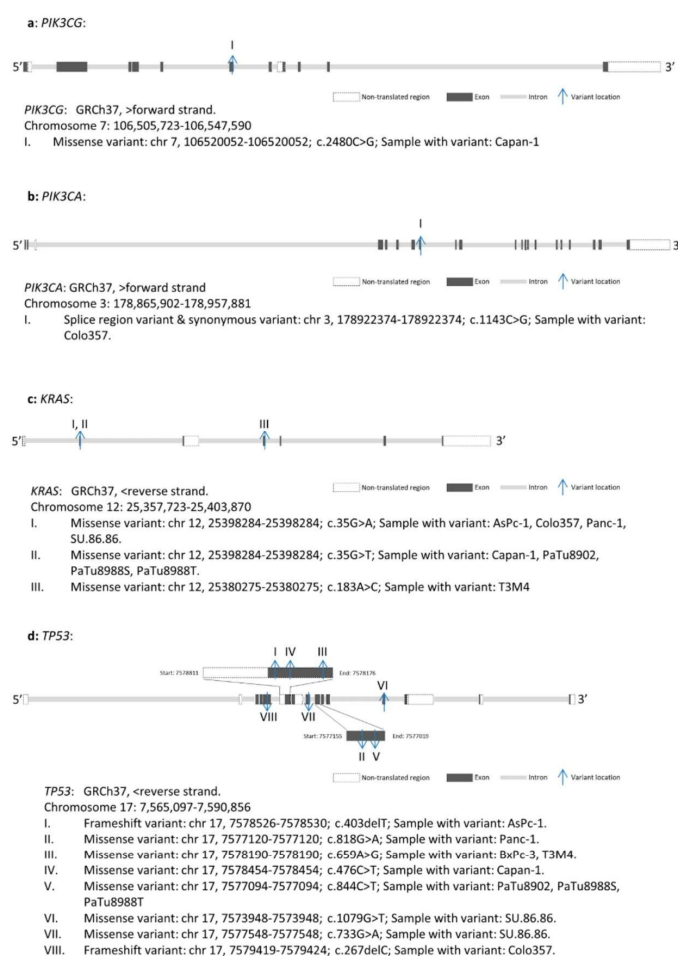 a: PIK3CG:
I
5′ 3′
Non-translated region Exon Intron Variant location
PIK3CG: GRCh37, >forward strand.
Chromosome 7: 106,505,723-106,547,590
I. Missense variant: chr 7, 106520052-106520052; c.2480C>G; Sample with variant: Capan-1
b: PIK3CA:
I
5′ 3′
Non-translated region Exon Intron Variant location
PIK3CA: GRCh37, >forward strand
Chromosome 3: 178,865,902-178,957,881
I. Splice region variant & synonymous variant: chr 3, 178922374-178922374; c.1143C>G; Sample with variant:
Colo357.
c: KRAS:
I, II III
5′ 3′
Non-translated region Exon Intron Variant location
KRAS: GRCh37, <reverse strand.
Chromosome 12: 25,357,723-25,403,870
I. Missense variant: chr 12, 25398284-25398284; c.35G>A; Sample with variant: AsPc-1, Colo357, Panc-1,
SU.86.86.
II. Missense variant: chr 12, 25398284-25398284; c.35G>T; Sample with variant: Capan-1, PaTu8902,
PaTu8988S, PaTu8988T.
III. Missense variant: chr 12, 25380275-25380275; c.183A>C; Sample with variant: T3M4
d: TP53:
I IV III
Start: 7578811 End: 7578176
VI
5′ 3′
VIII VII
Start: 7577155 End: 7577019
II V
Non-translated region Exon Intron Variant location
TP53: GRCh37, <reverse strand.
Chromosome 17: 7,565,097-7,590,856
I. Frameshift variant: chr 17, 7578526-7578530; c.403delT; Sample with variant: AsPc-1.
II. Missense variant: chr 17, 7577120-7577120; c.818G>A; Sample with variant: Panc-1.
III. Missense variant: chr 17, 7578190-7578190; c.659A>G; Sample with variant: BxPc-3, T3M4.
IV. Missense variant: chr 17, 7578454-7578454; c.476C>T; Sample with variant: Capan-1.
V. Missense variant: chr 17, 7577094-7577094; c.844C>T; Sample with variant: PaTu8902, PaTu8988S,
PaTu8988T
VI. Missense variant: chr 17, 7573948-7573948; c.1079G>T; Sample with variant: SU.86.86.
VII. Missense variant: chr 17, 7577548-7577548; c.733G>A; Sample with variant: SU.86.86.
VIII. Frameshift variant: chr 17, 7579419-7579424; c.267delC; Sample with variant: Colo357.